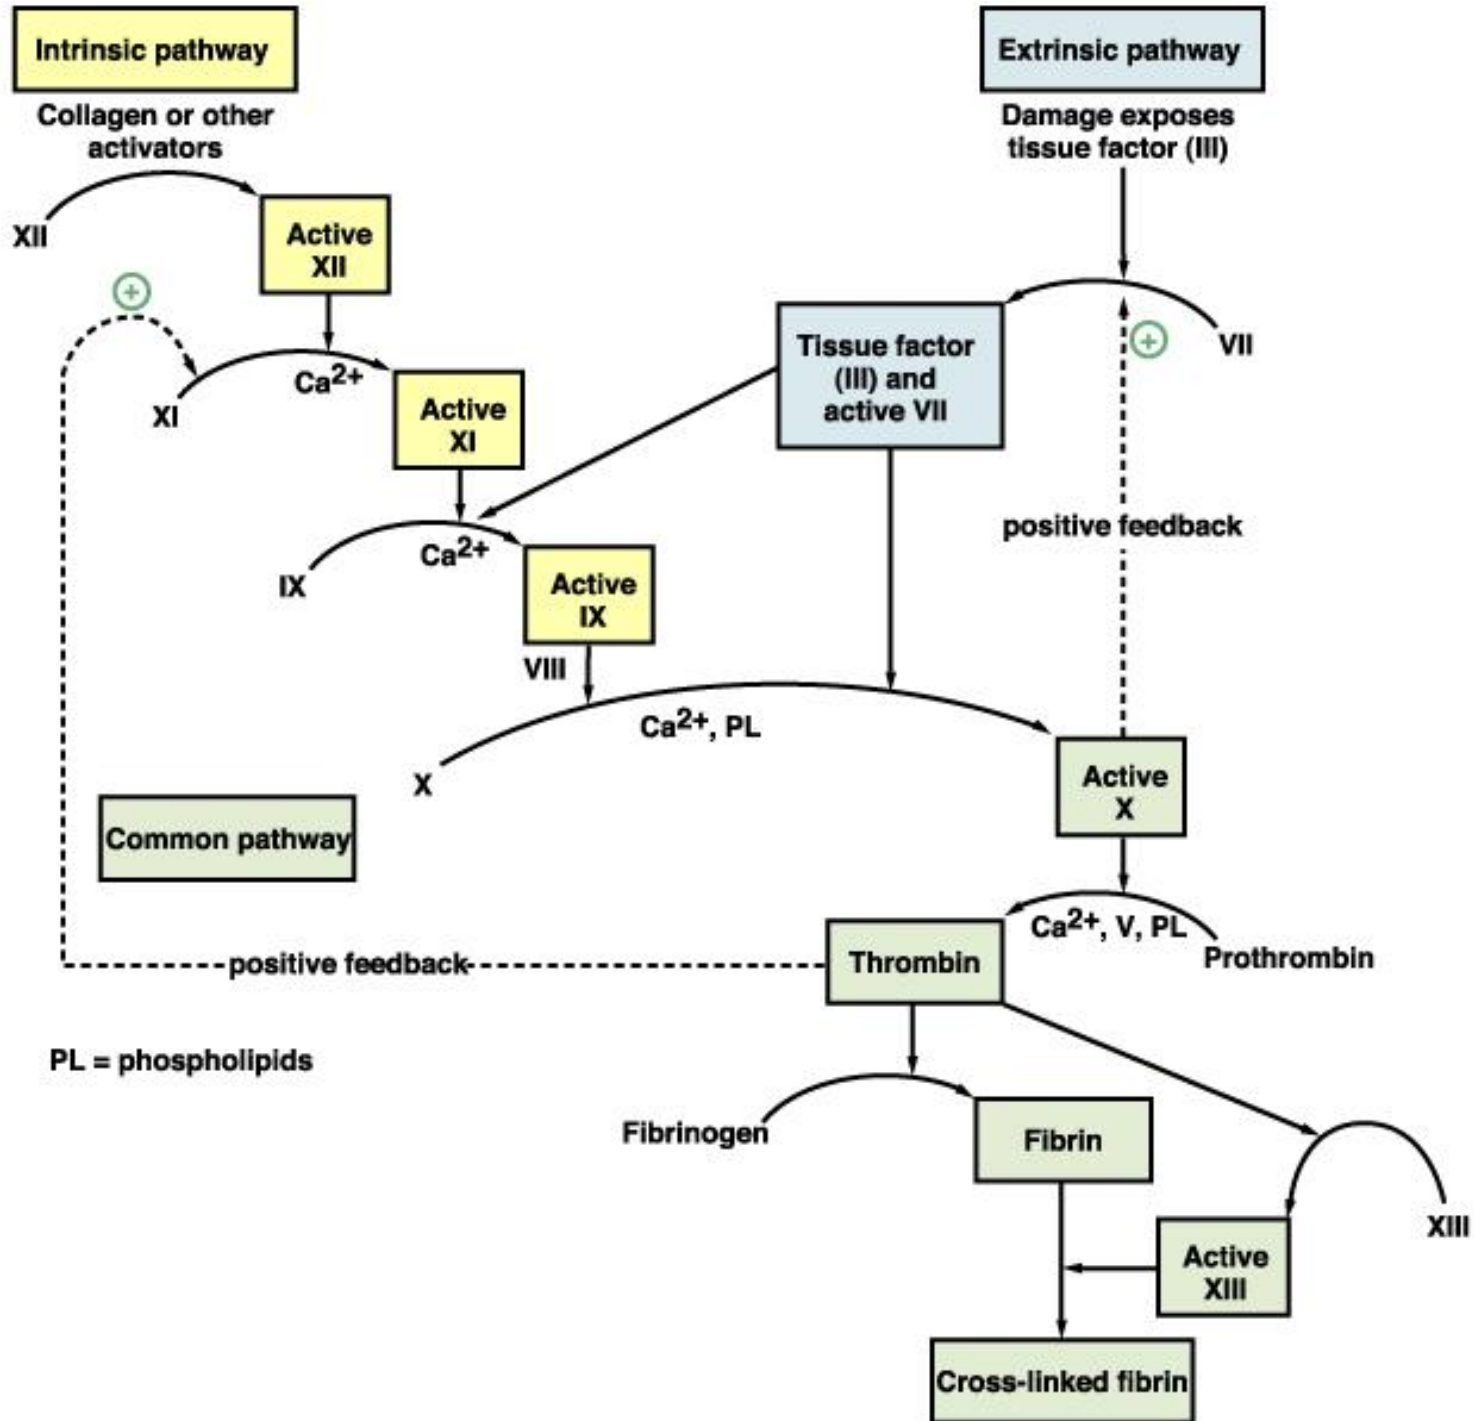 Intrinsic pathway
Extrinsic pathway
Collagen or other
activators
Damage exposes
tissue factor (III)
XII
Active
XII
+
XI
Ca2+
Active
XI
Tissue factor
(III) and
active VII
+
VII
IX
Ca2+
Active
IX
positive feedback
VIII
X
Ca2+, PL
Active
X
Common pathway
Ca2+, V, PL
Prothrombin
Thrombin
positive feedback
PL = phospholipids
Fibrinogen
Fibrin
XIII
Active
XIII
Cross-linked fibrin